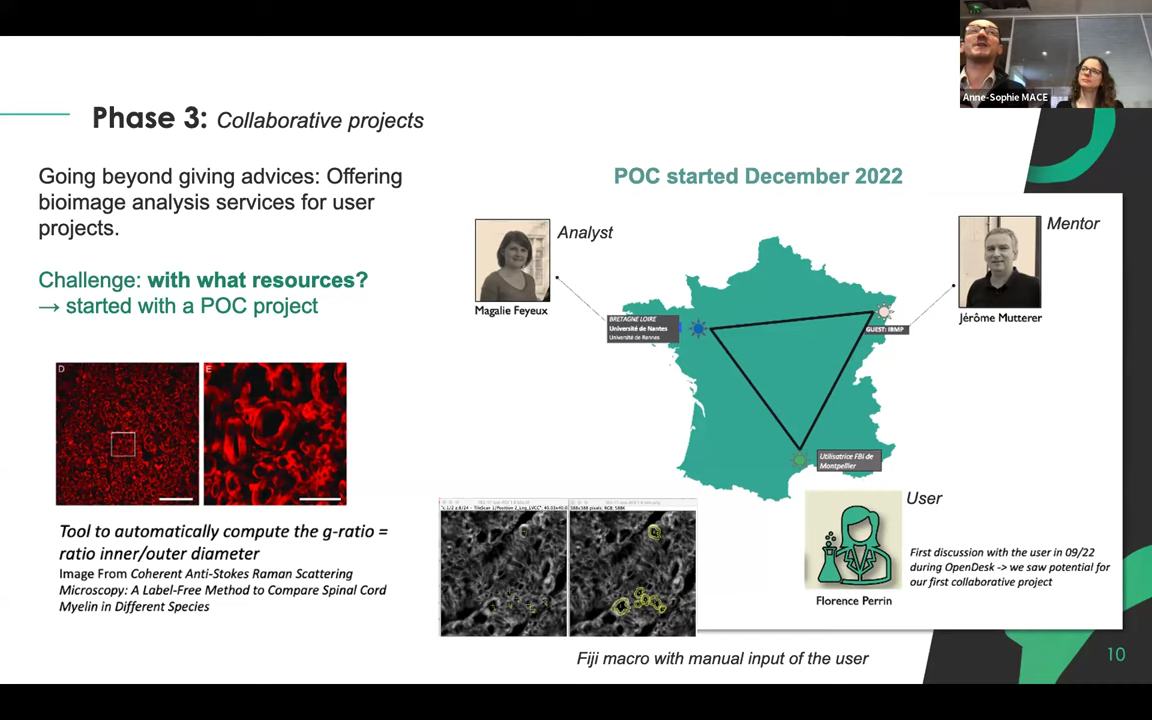 Anne-Sophie MACE
Phase 3: Collaborative projects
Going beyond giving advices: Offering
bioimage analysis services for user
projects.
Challenge: with what resources?
→ started with a POC project
D
E
Tool to automatically compute the g-ratio =
ratio inner/outer diameter
Image From Coherent Anti-Stokes Raman Scattering
Microscopy: A Label-Free Method to Compare Spinal Cord
Myelin in Different Species
POC started December 2022
Analyst
Magalie Feyeux
Mentor
Jérôme Mutterer
BRETAGNE LOIRE
Université de Nantes
Université de Rennes
GUEST: IBMP
Utilisatrice FBI de
Montpellier
User
Florence Perrin
First discussion with the user in 09/22
during OpenDesk -> we saw potential for
our first collaborative project
Fiji macro with manual input of the user
10